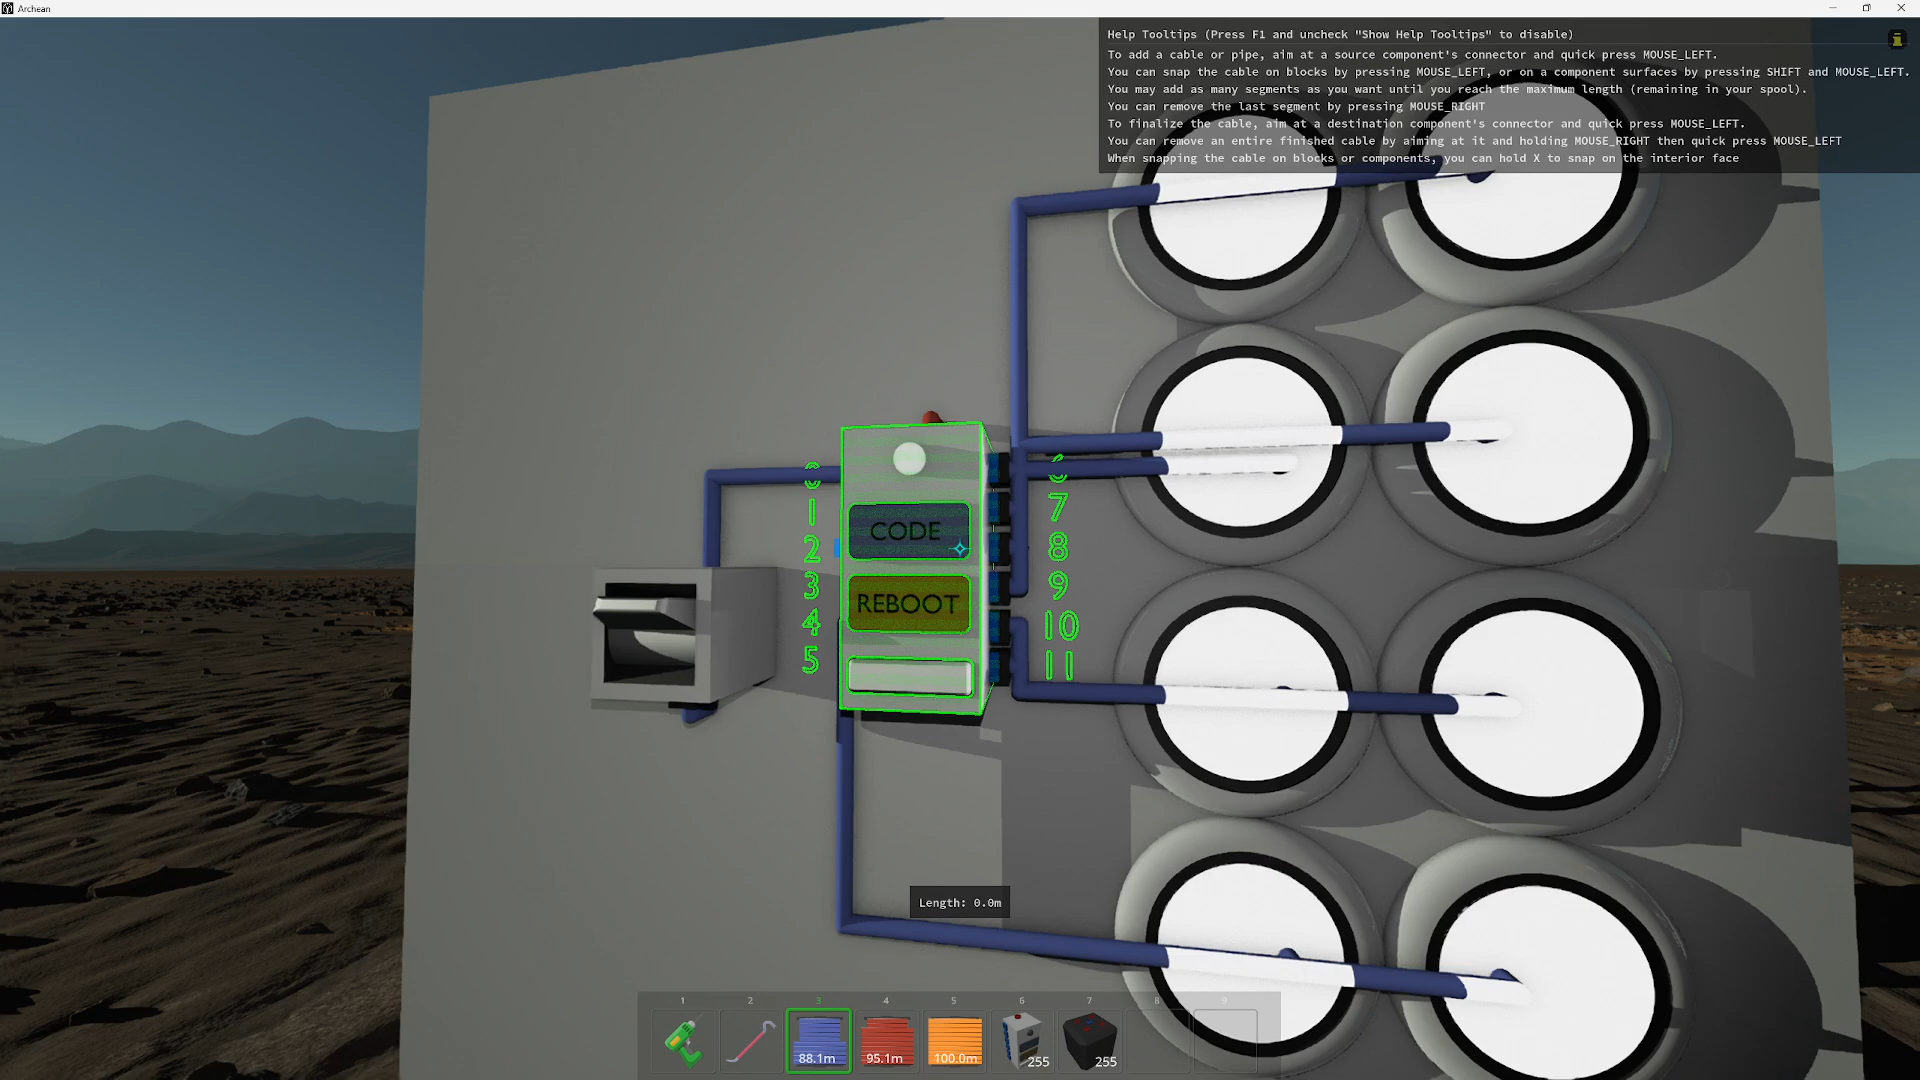 Archean
Help Tooltips (Press F1 and uncheck "Show Help Tooltips" to disable)
To add a cable or pipe, aim at a source component's connector and quick press MOUSE_LEFT.
You can snap the cable on blocks by pressing MOUSE_LEFT, or on a component surfaces by pressing SHIFT and MOUSE_LEFT.
You may add as many segments as you want until you reach the maximum length (remaining in your spool).
You can remove the last segment by pressing MOUSE_RIGHT
To finalize the cable, aim at a destination component's connector and quick press MOUSE_LEFT.
You can remove an entire finished cable by aiming at it and holding MOUSE_RIGHT then quick press MOUSE_LEFT
When snapping the cable on blocks or components, you can hold X to snap on the interior face
0 6
1 7
CODE
2 8
3 9
REBOOT
4 10
5 11
Length: 0.0m
1 2 3 4 5 6 7 8 9
88.1m 95.1m 100.0m 255 255